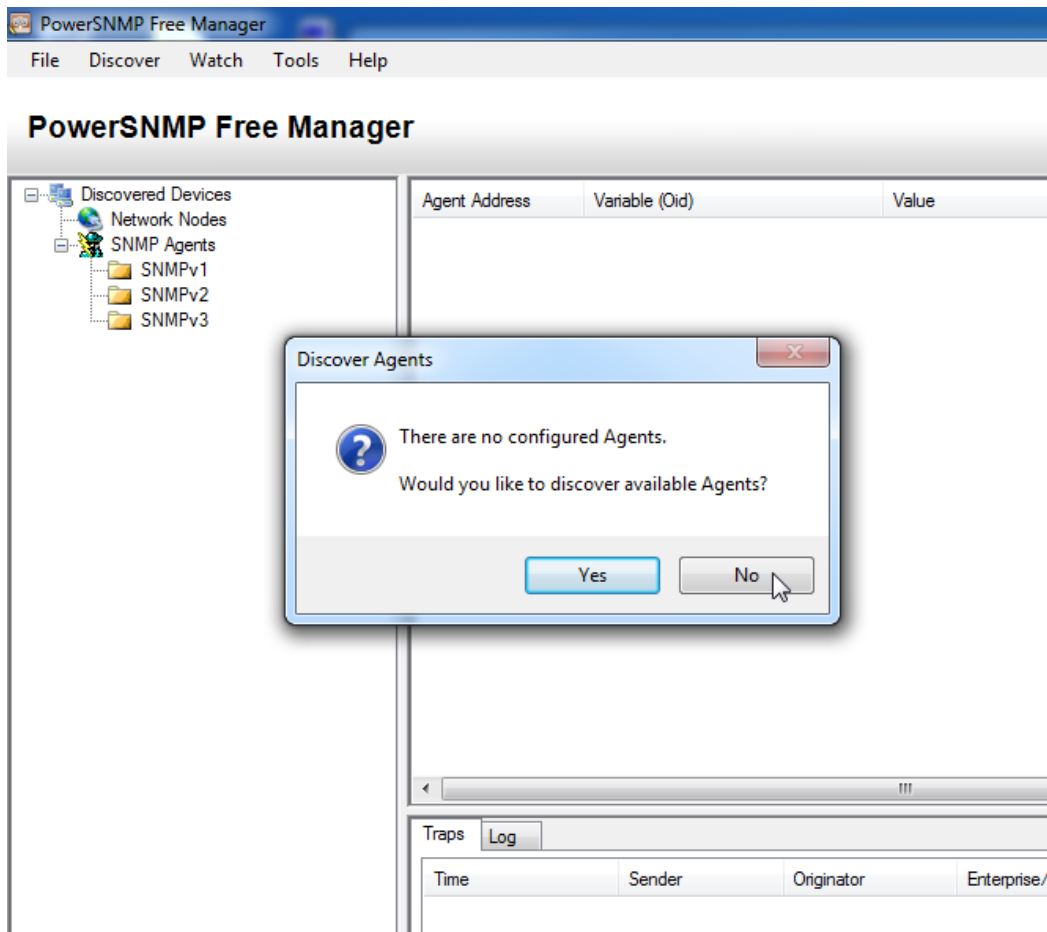 PowerSNMP Free Manager
File Discover Watch Tools Help
PowerSNMP Free Manager
Discovered Devices
Network Nodes
SNMP Agents
SNMPv1
SNMPv2
SNMPv3
Agent Address Variable (Oid) Value
Discover Agents
There are no configured Agents.
Would you like to discover available Agents?
Yes No
Traps Log
Time Sender Originator Enterprise/